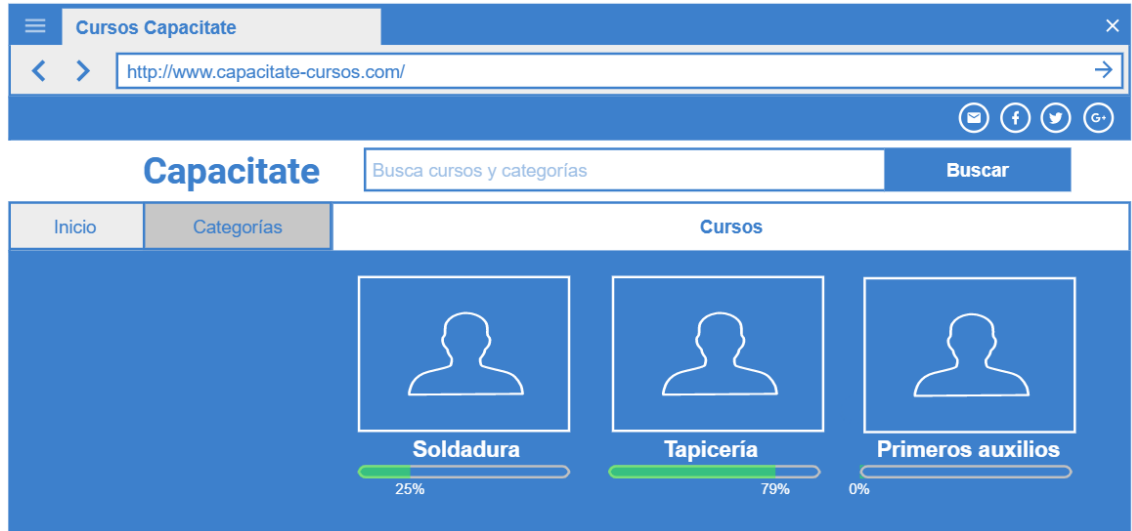 Cursos Capacitate
http://www.capacitate-cursos.com/
Capacitate
Busca cursos y categorías
Buscar
Inicio
Categorías
Cursos
Soldadura
Tapicería
Primeros auxilios
25%
79%
0%